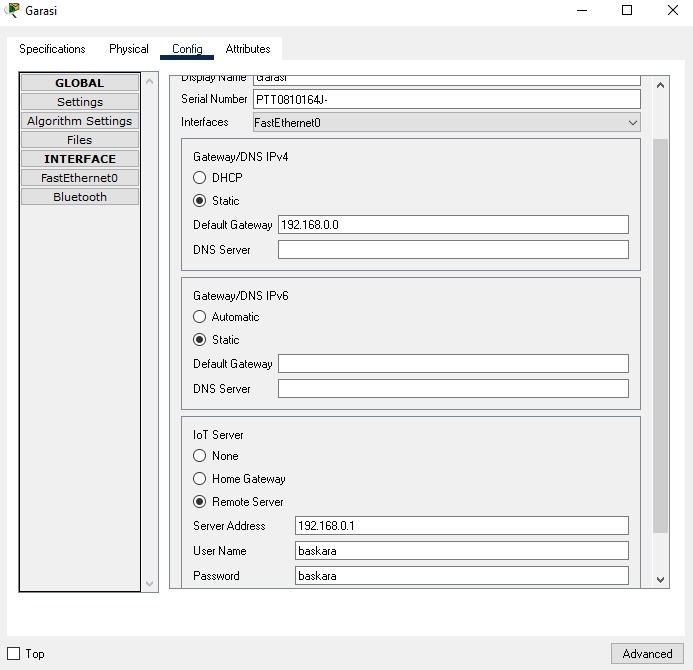 Garasi
Specifications Physical Config Attributes
GLOBAL
Settings
Algorithm Settings
Files
INTERFACE
FastEthernet0
Bluetooth
Display Name Garasi
Serial Number PTT0810164J-
Interfaces FastEthernet0
Gateway/DNS IPv4
DHCP
Static
Default Gateway 192.168.0.0
DNS Server
Gateway/DNS IPv6
Automatic
Static
Default Gateway
DNS Server
IoT Server
None
Home Gateway
Remote Server
Server Address 192.168.0.1
User Name baskara
Password baskara
Top
Advanced